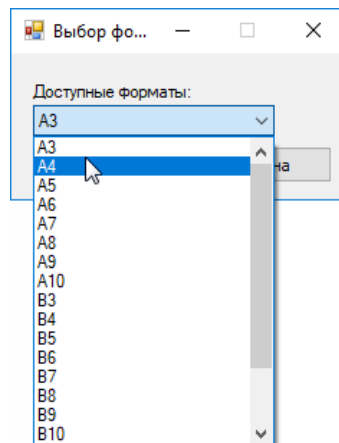 Выбор фо...
Доступные форматы:
A3
A3
A4
A5
A6
A7
A8
A9
A10
B3
B4
B5
B6
B7
B8
B9
B10
на